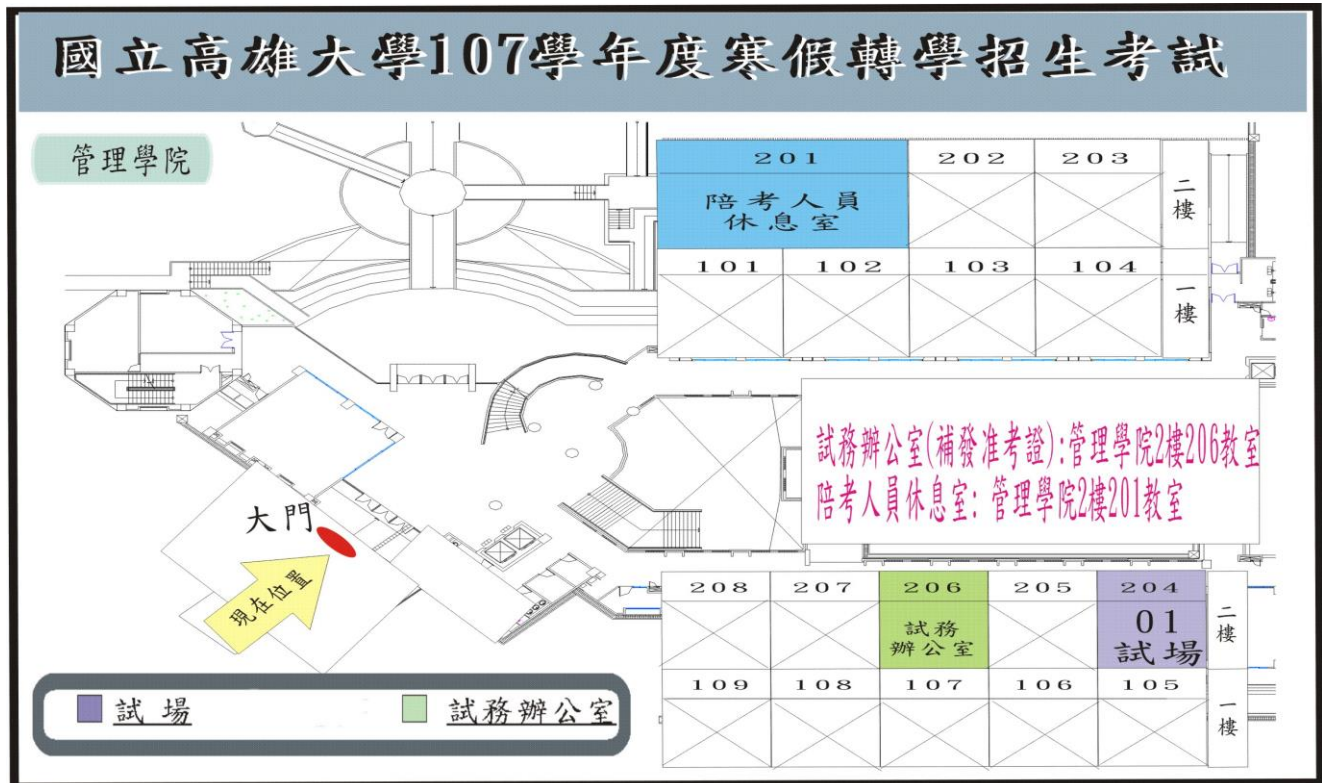 國立高雄大學107學年度寒假轉學招生考試
管理學院
201
202
203
陪考人員
休息室
二樓
101
102
103
104
一樓
試務辦公室(補發准考證):管理學院2樓206教室
陪考人員休息室: 管理學院2樓201教室
大門
現在位置
208
207
206
205
204
試務
辦公室
01
試場
二樓
109
108
107
106
105
一樓
試場
試務辦公室